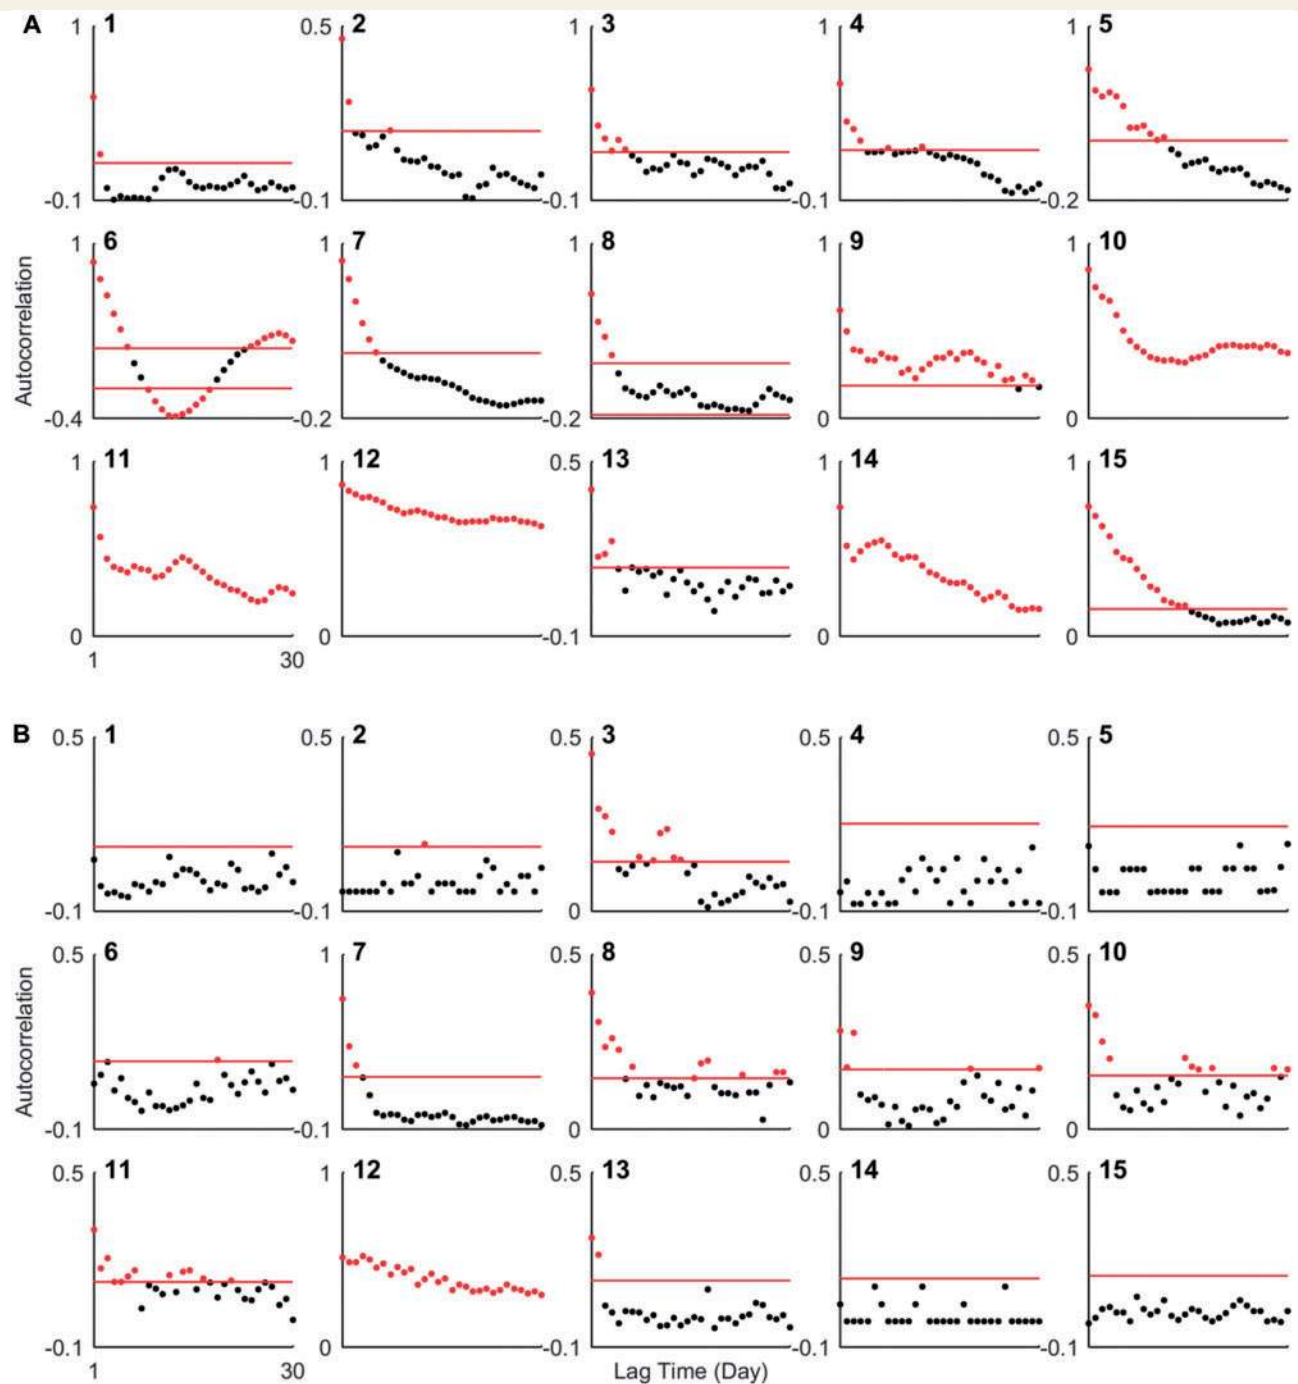 A 1 2 3 4 5
1 0.5 1 1 1
-0.1 -0.1 -0.1 -0.1 -0.2
6 7 8 9 10
1 1 1 1 1
Autocorrelation
-0.4 -0.2 -0.2 0 0
11 12 13 14 15
1 1 0.5 1 1
0 0 -0.1 0 0
1 30
B 1 2 3 4 5
0.5 0.5 0.5 0.5 0.5
-0.1 -0.1 0 -0.1 -0.1
6 7 8 9 10
0.5 1 0.5 0.5 0.5
Autocorrelation
-0.1 -0.1 0 0 0
11 12 13 14 15
0.5 1 0.5 0.5 0.5
-0.1 0 -0.1 -0.1 -0.1
1 30 Lag Time (Day)